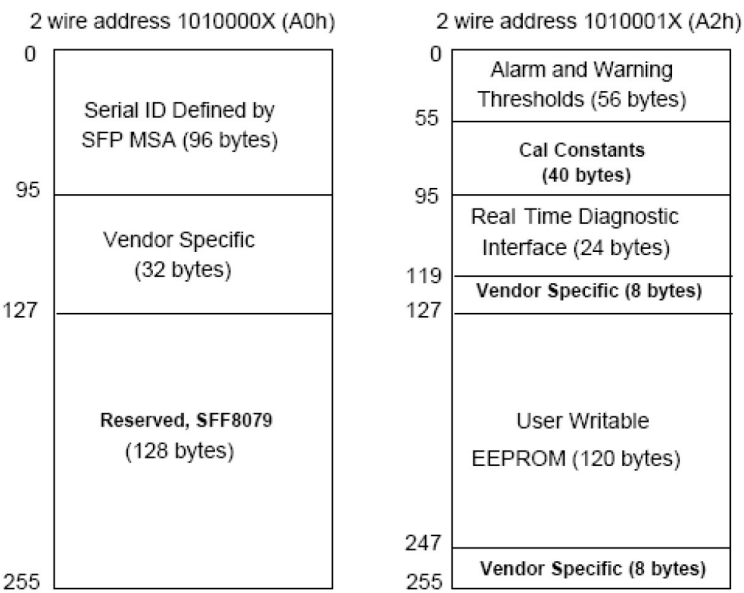 2 wire address 1010000X (A0h)
0
Serial ID Defined by
SFP MSA (96 bytes)
95
Vendor Specific
(32 bytes)
127
Reserved, SFF8079
(128 bytes)
255
2 wire address 1010001X (A2h)
0
Alarm and Warning
Thresholds (56 bytes)
55
Cal Constants
(40 bytes)
95
Real Time Diagnostic
Interface (24 bytes)
119
Vendor Specific (8 bytes)
127
User Writable
EEPROM (120 bytes)
247
Vendor Specific (8 bytes)
255